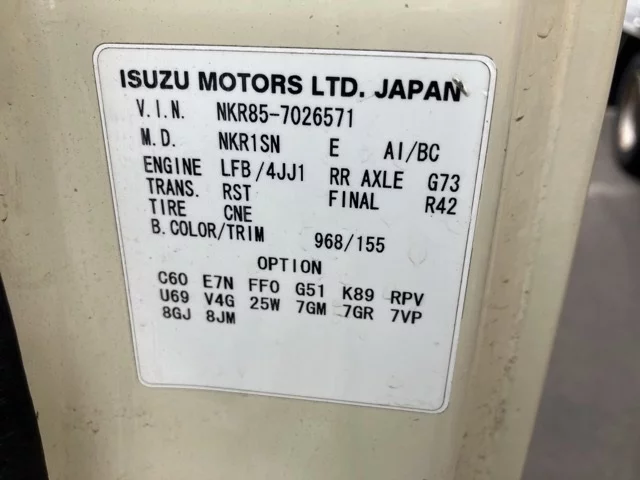 ISUZU MOTORS LTD. JAPAN
V.I.N. NKR85-7026571
M.D. NKR1SN E AI/BC
ENGINE LFB/4JJ1 RR AXLE G73
TRANS. RST FINAL R42
TIRE CNE
B.COLOR/TRIM 968/155
OPTION
C60 E7N FF0 G51 K89 RPV
U69 V4G 25W 7GM 7GR 7VP
8GJ 8JM